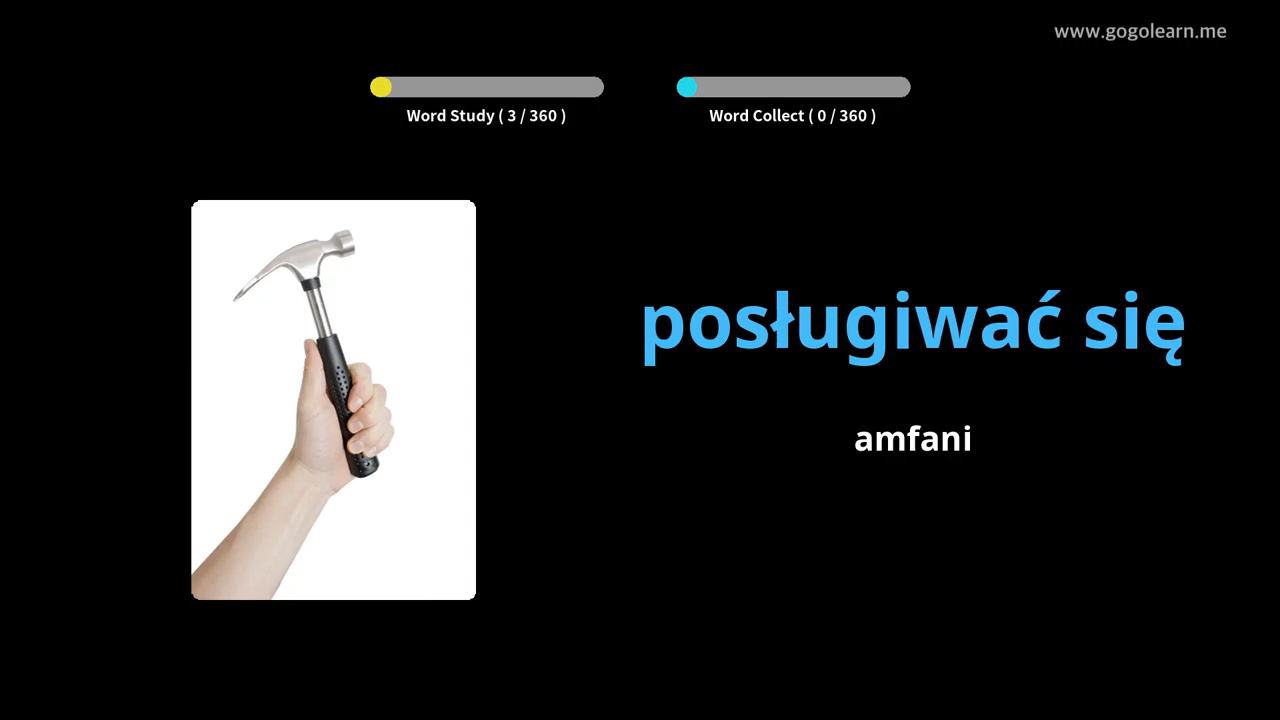 www.gogolearn.me
Word Study ( 3 / 360 )
Word Collect ( 0 / 360 )
posługiwać się
amfani